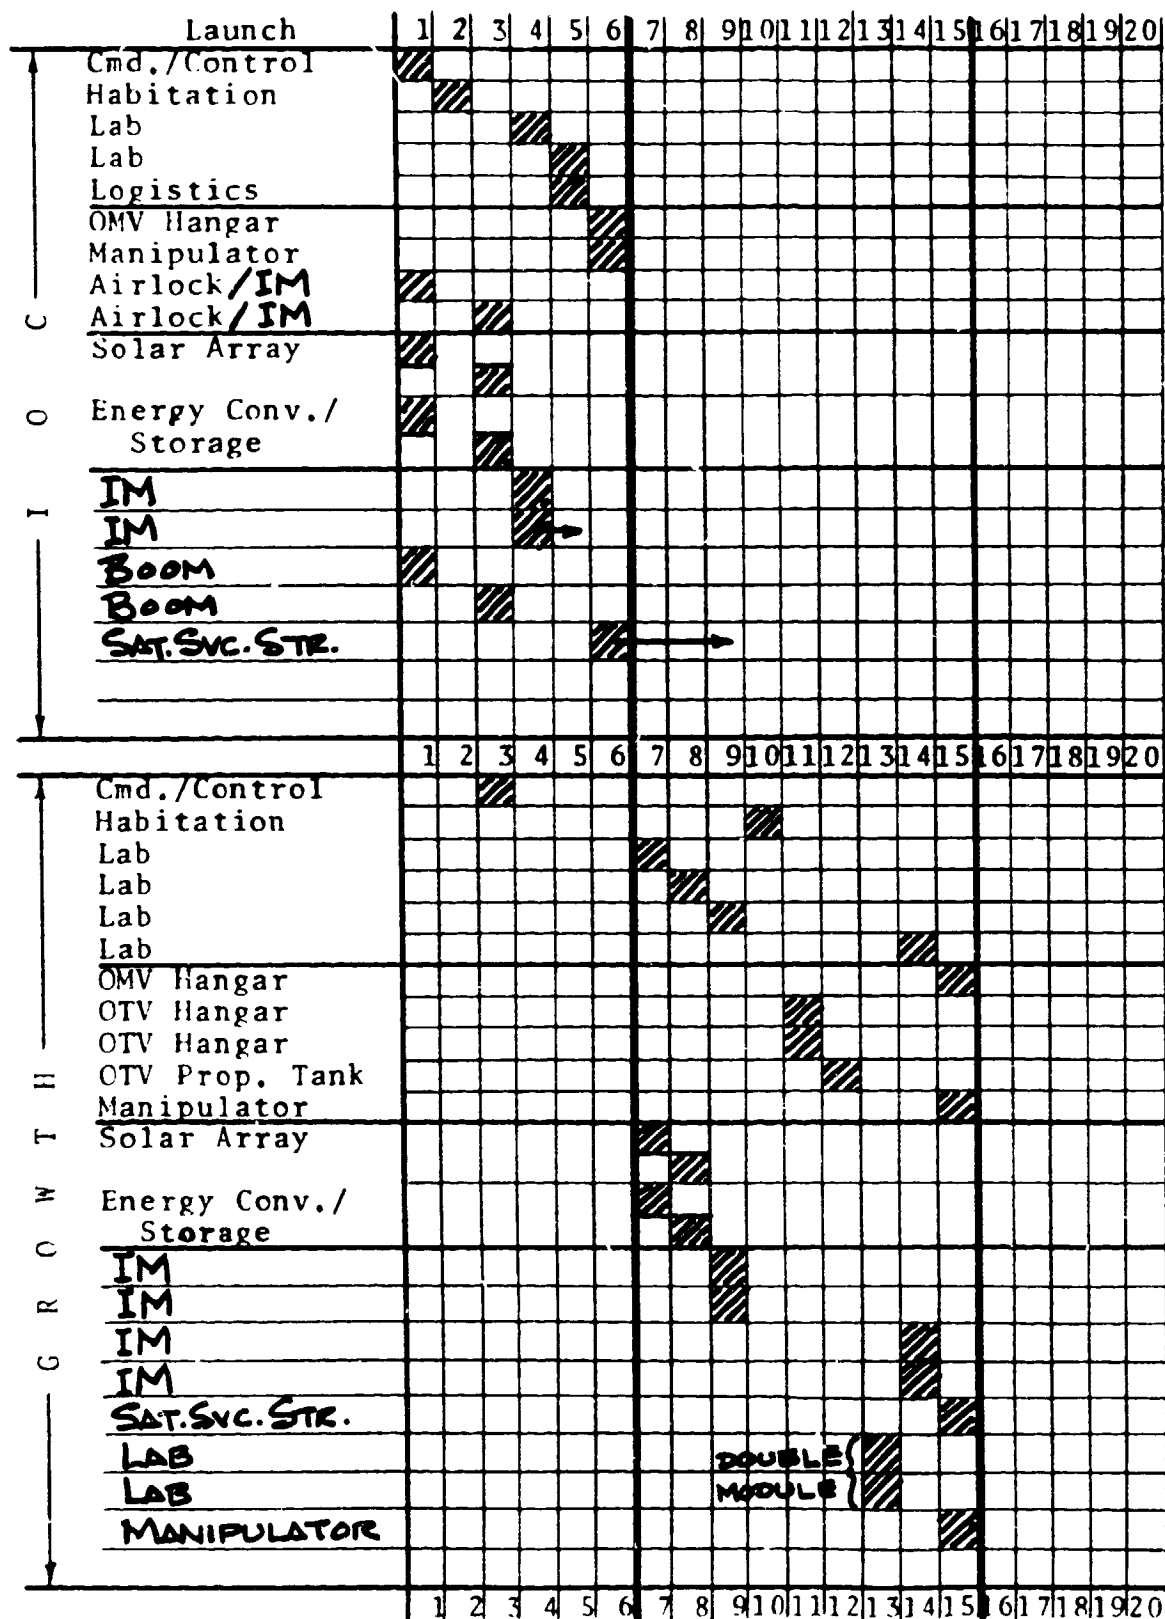 Launch 1 2 3 4 5 6 7 8 9 10 11 12 13 14 15 16 17 18 19 20
I O C
Cmd./Control
Habitation
Lab
Lab
Logistics
OMV Hangar
Manipulator
Airlock/IM
Airlock/IM
Solar Array
Energy Conv./
Storage
IM
IM
BOOM
BOOM
SAT.SVC.STR.
1 2 3 4 5 6 7 8 9 10 11 12 13 14 15 16 17 18 19 20
G R O W T H
Cmd./Control
Habitation
Lab
Lab
Lab
Lab
OMV Hangar
OTV Hangar
OTV Hangar
OTV Prop. Tank
Manipulator
Solar Array
Energy Conv./
Storage
IM
IM
IM
IM
SAT.SVC.STR.
LAB DOUBLE
LAB MODULE
MANIPULATOR
1 2 3 4 5 6 7 8 9 10 11 12 13 14 15 16 17 18 19 20